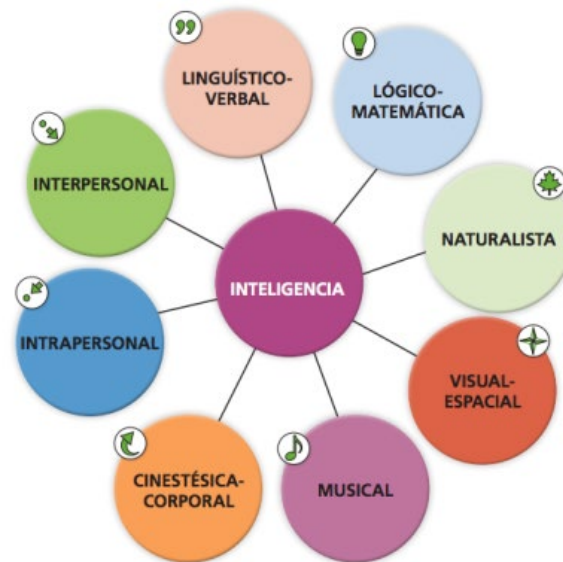 LINGUÍSTICO-
VERBAL
LÓGICO-
MATEMÁTICA
INTERPERSONAL
NATURALISTA
INTELIGENCIA
INTRAPERSONAL
VISUAL-
ESPACIAL
CINESTÉSICA-
CORPORAL
MUSICAL